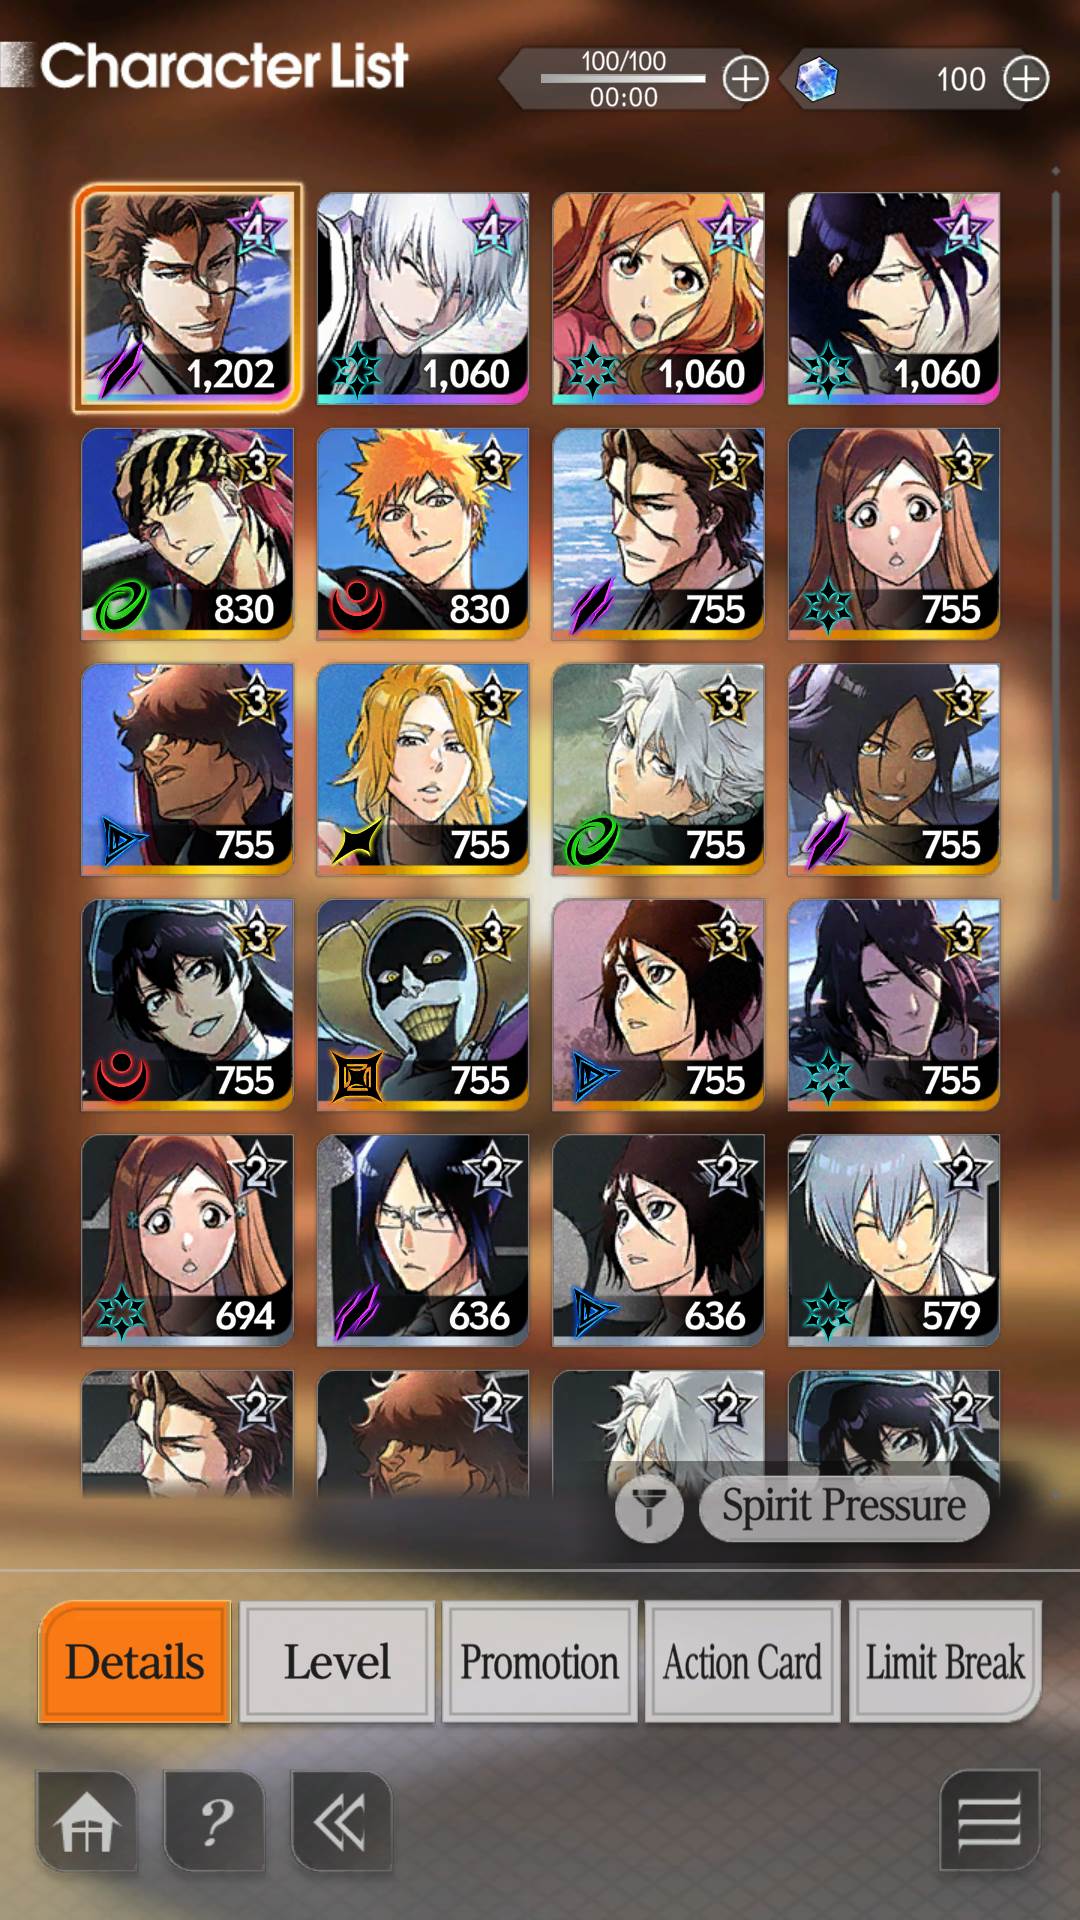 Character List
100/100
00:00
100
4 4 4 4
1,202 1,060 1,060 1,060
3 3 3 3
830 830 755 755
3 3 3 3
755 755 755 755
3 3 3 3
755 755 755 755
2 2 2 2
694 636 636 579
2 2 2 2
Spirit Pressure
Details Level Promotion Action Card Limit Break
?